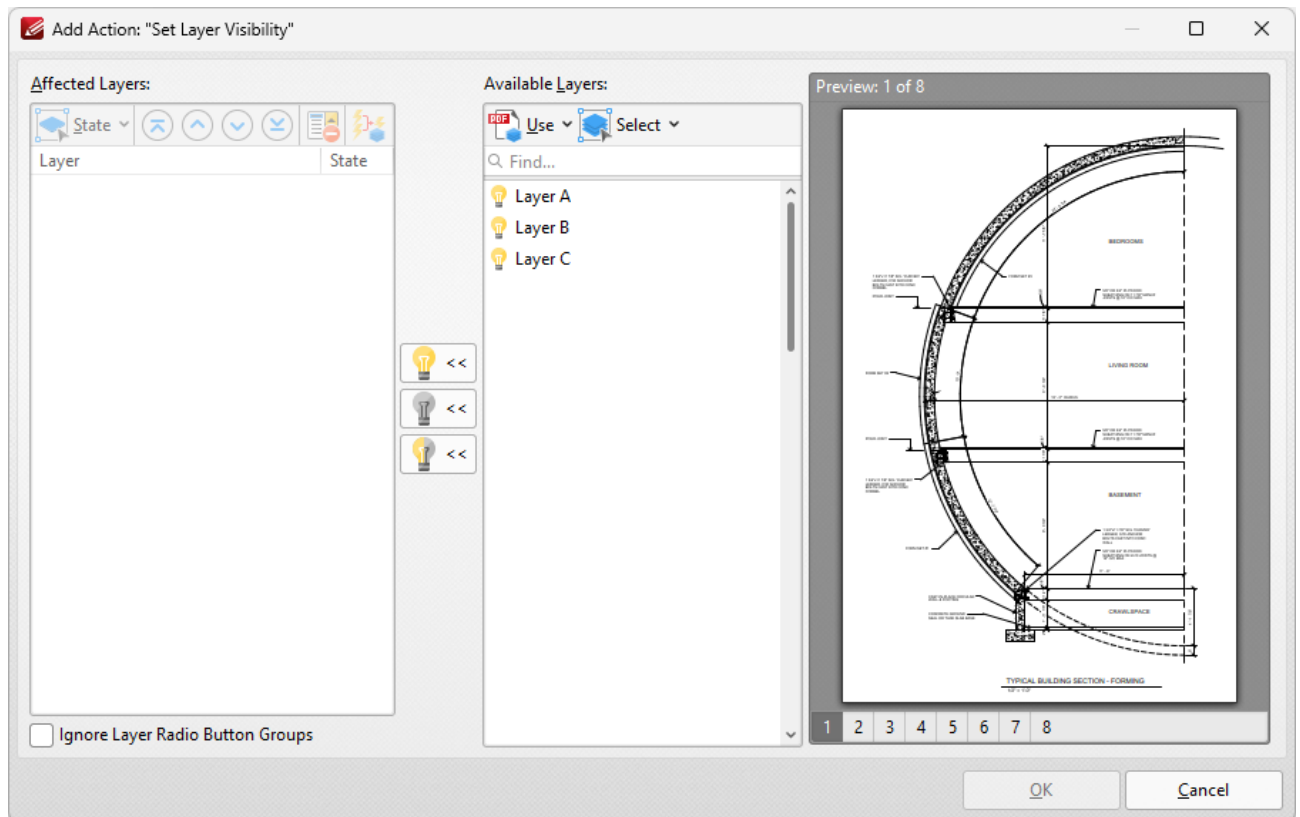 Add Action: "Set Layer Visibility"
Affected Layers:
State
Layer State
Ignore Layer Radio Button Groups
<<
<<
<<
Available Layers:
PDF Use Select
Find...
Layer A
Layer B
Layer C
Preview: 1 of 8
BEDROOMS
LIVING ROOM
BASEMENT
CRAWLSPACE
TYPICAL BUILDING SECTION - FORMING
1 2 3 4 5 6 7 8
OK Cancel